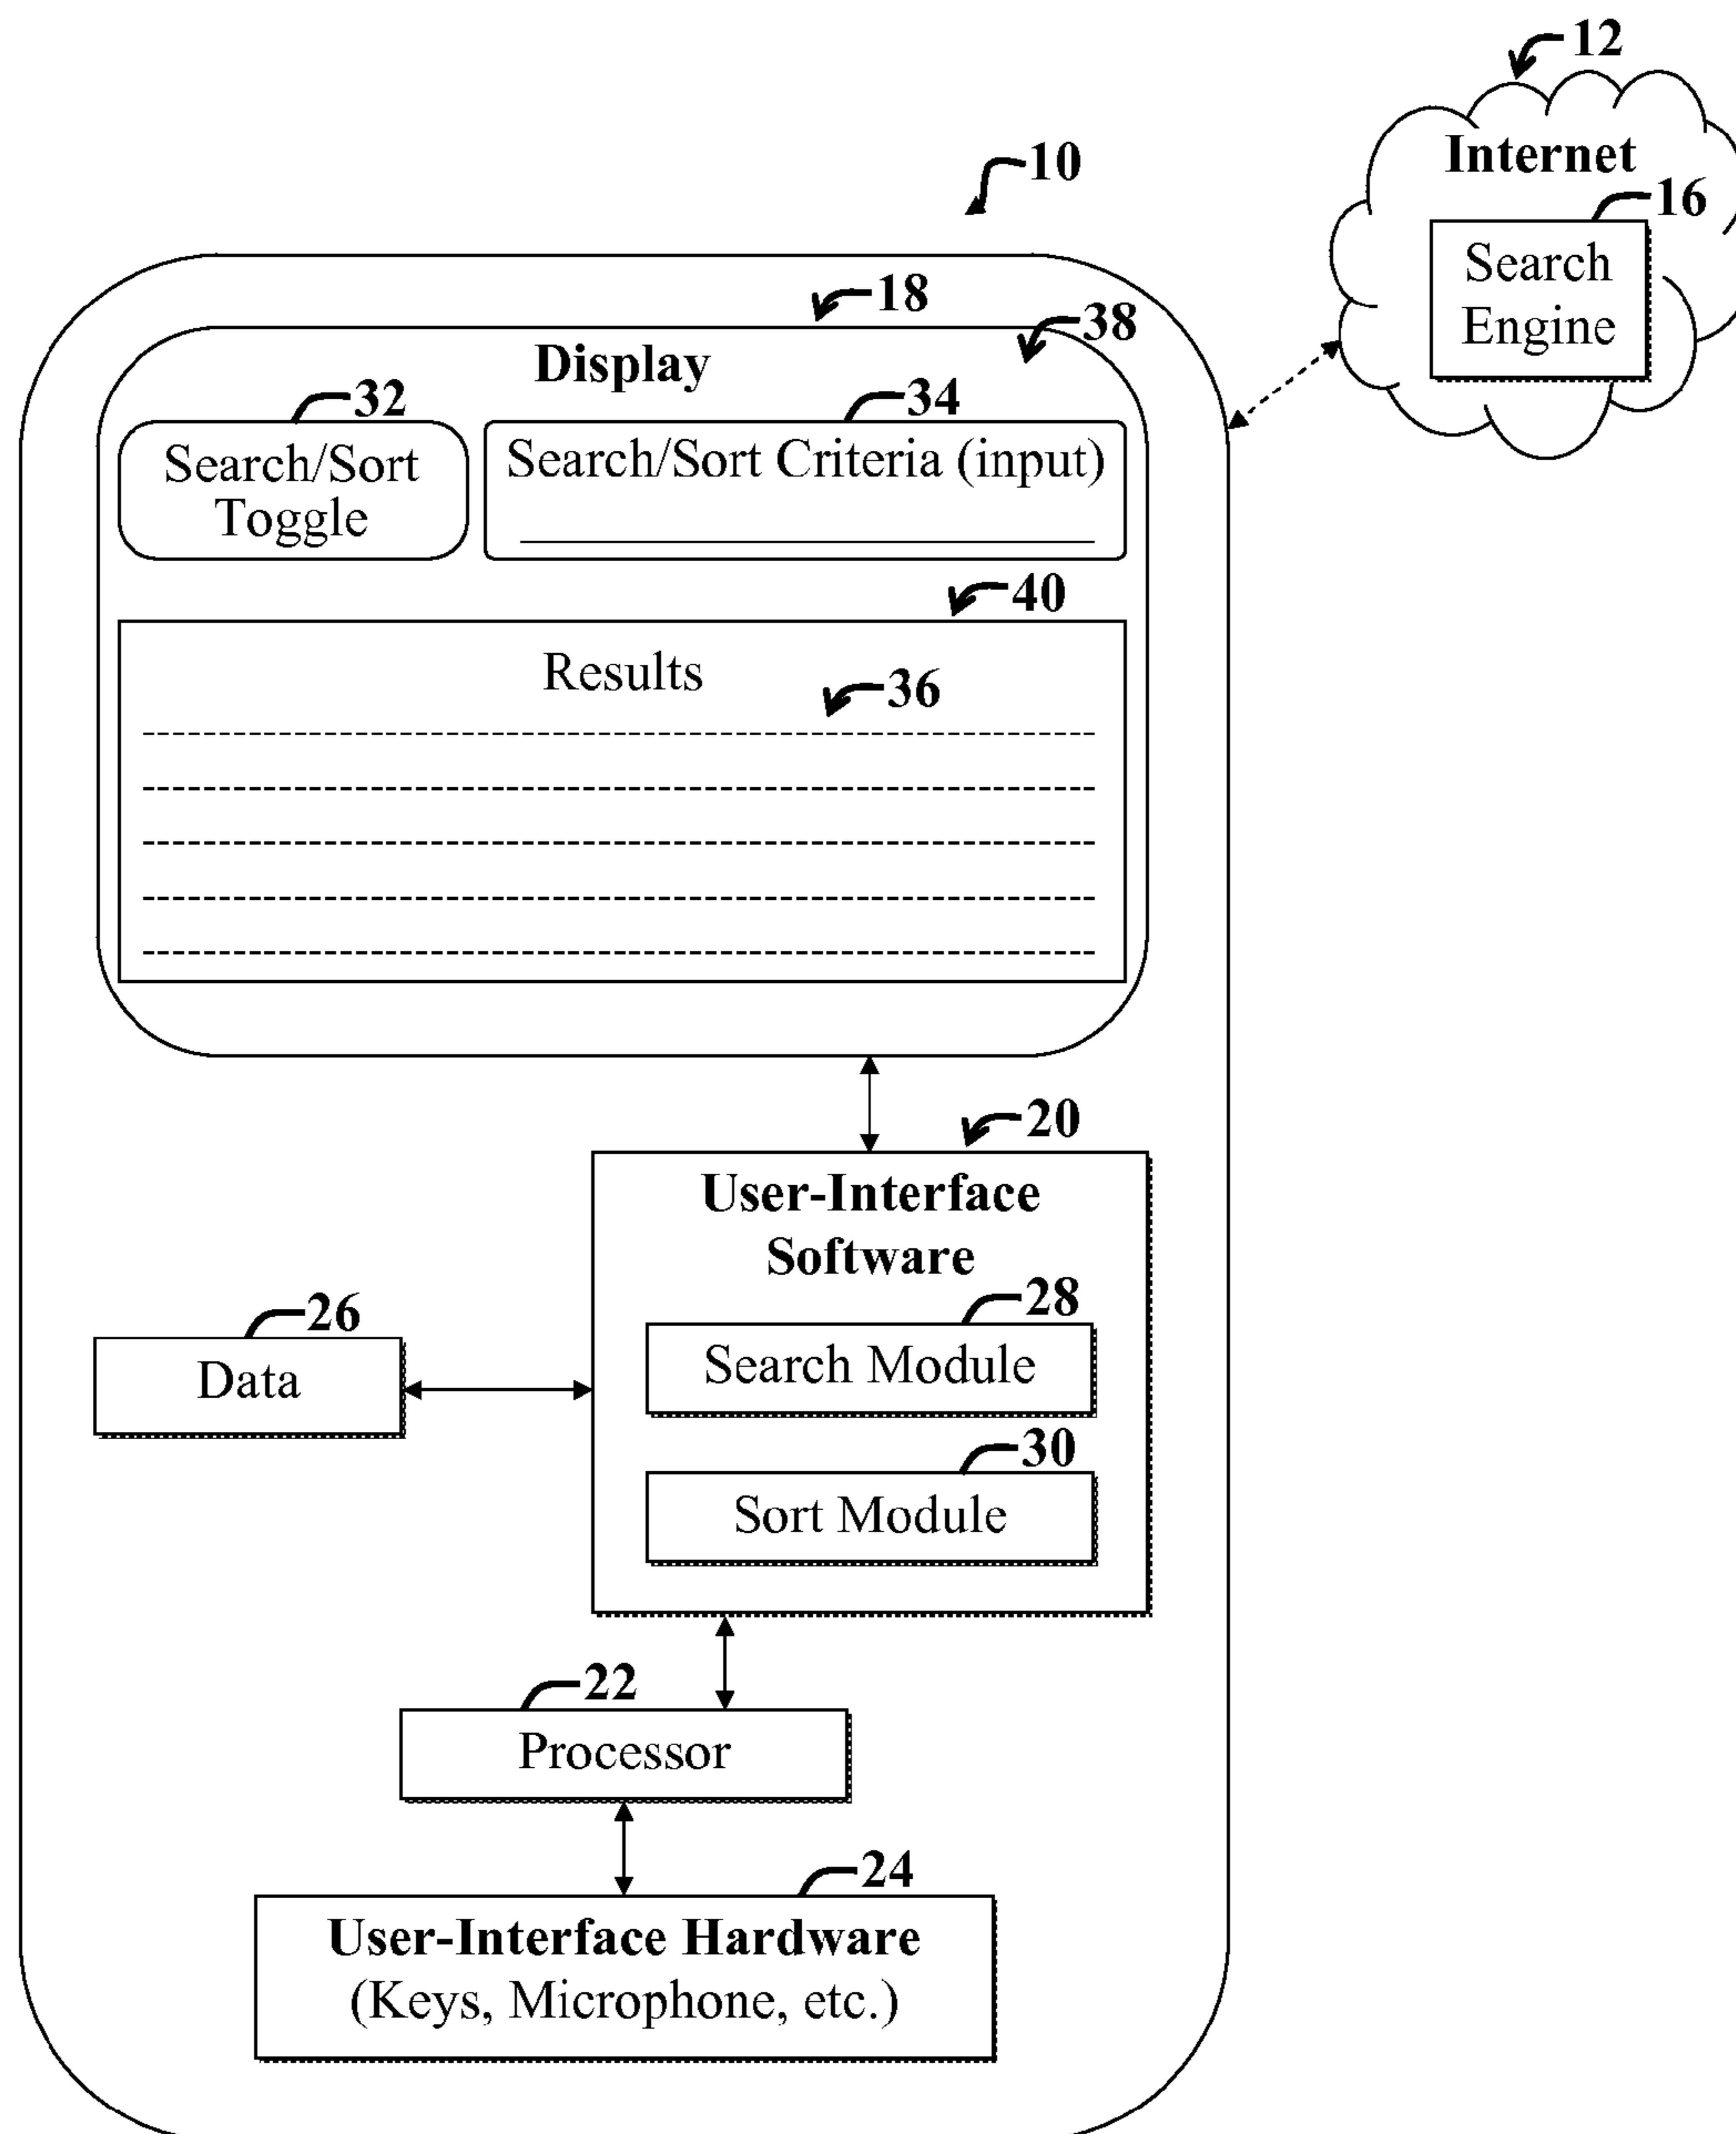 12
Internet
16
Search
Engine
10
18
38
Display
32
34
Search/Sort
Toggle
Search/Sort Criteria (input)
40
Results
36
20
User-Interface
Software
28
Search Module
26
Data
30
Sort Module
22
Processor
24
User-Interface Hardware
(Keys, Microphone, etc.)